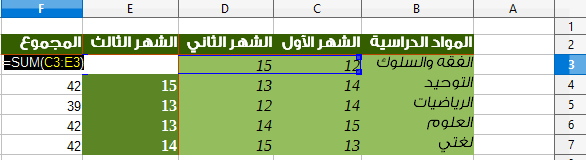 A B C D E F
1
2 المواد الدراسية الشهر الأول الشهر الثاني الشهر الثالث المجموع
3 الفقه والسلوك 12 15 =SUM(C3:E3)
4 التوحيد 14 13 15 42
5 الرياضيات 14 12 13 39
6 العلوم 15 14 13 42
7 لغتي 13 15 14 42